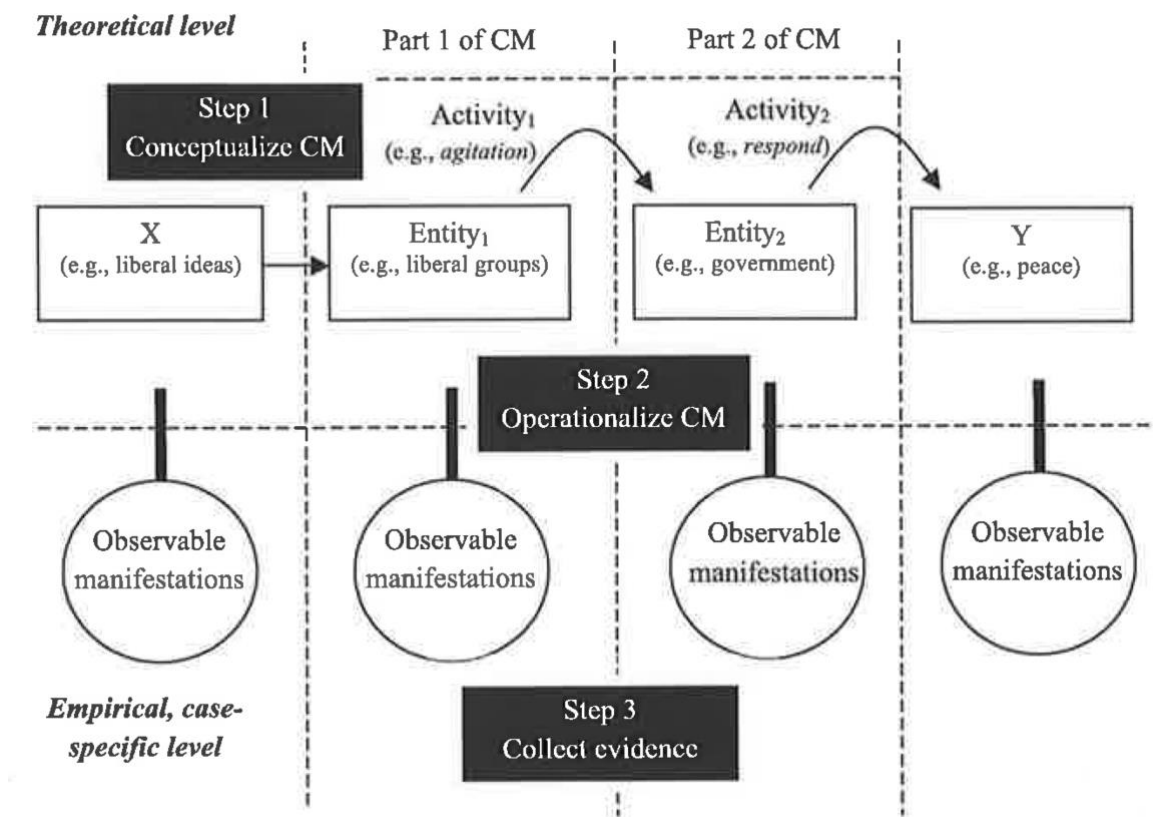 Theoretical level
Part 1 of CM
Part 2 of CM
Step 1
Conceptualize CM
Activity₁
(e.g., agitation)
Activity₂
(e.g., respond)
X
(e.g., liberal ideas)
Entity₁
(e.g., liberal groups)
Entity₂
(e.g., government)
Y
(e.g., peace)
Step 2
Operationalize CM
Observable
manifestations
Observable
manifestations
Observable
manifestations
Observable
manifestations
Empirical, case-
specific level
Step 3
Collect evidence